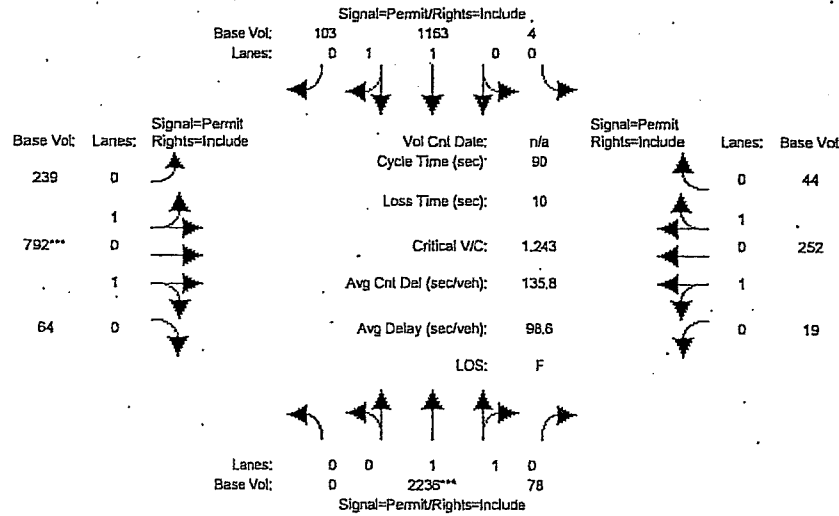 Signal=Permit/Rights=Include
Base Vol: 103 1163 4
Lanes: 0 1 1 0 0
Signal=Permit
Base Vol: Lanes: Rights=Include
Vol Cnt Date: n/a
Signal=Permit
Rights=Include Lanes: Base Vol:
Cycle Time (sec): 90
239 0
0 44
Loss Time (sec): 10
1
1
792*** 0
Critical V/C: 1.243
0 252
1
Avg Cnt Del (sec/veh): 135.8
1
64 0
Avg Delay (sec/veh): 98.6
0 19
LOS: F
Lanes: 0 0 1 1 0
Base Vol: 0 2236*** 78
Signal=Permit/Rights=Include